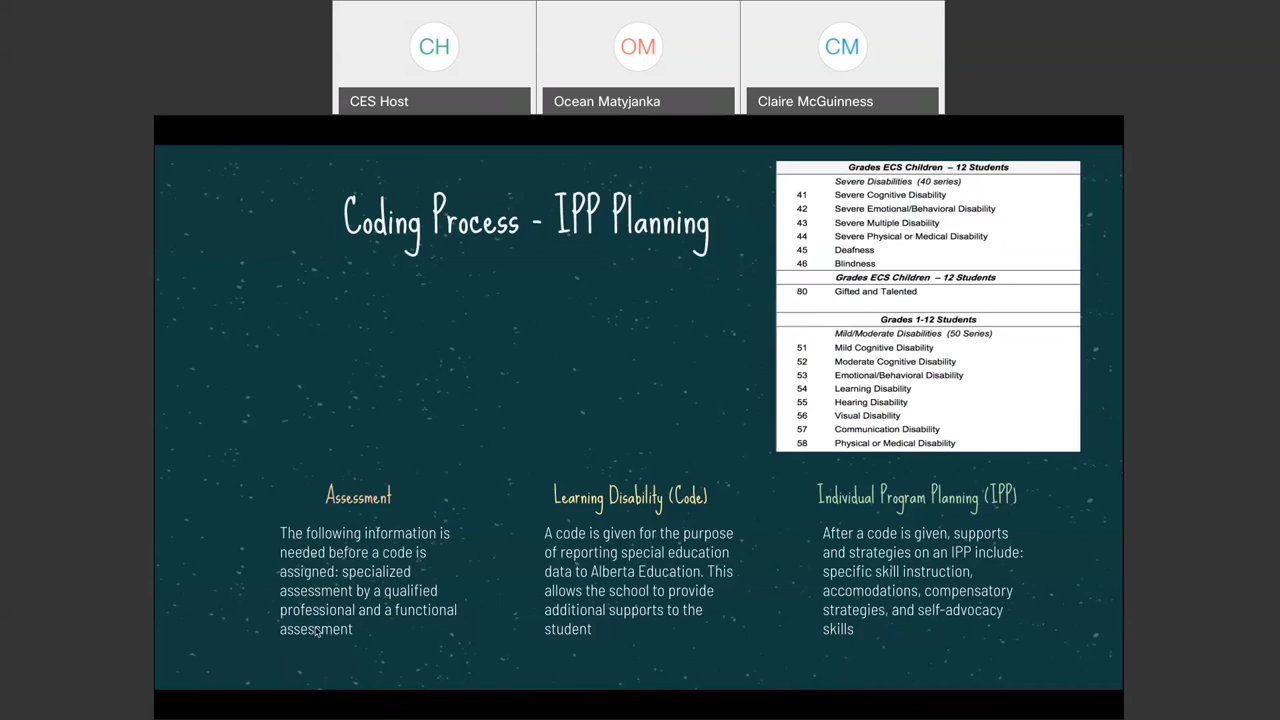 CH
OM
CM
CES Host
Ocean Matyjanka
Claire McGuinness
Coding Process - IPP Planning
Grades ECS Children – 12 Students
Severe Disabilities (40 series)
41 Severe Cognitive Disability
42 Severe Emotional/Behavioral Disability
43 Severe Multiple Disability
44 Severe Physical or Medical Disability
45 Deafness
46 Blindness
Grades ECS Children – 12 Students
80 Gifted and Talented
Grades 1-12 Students
Mild/Moderate Disabilities (50 Series)
51 Mild Cognitive Disability
52 Moderate Cognitive Disability
53 Emotional/Behavioral Disability
54 Learning Disability
55 Hearing Disability
56 Visual Disability
57 Communication Disability
58 Physical or Medical Disability
Assessment
The following information is
needed before a code is
assigned: specialized
assessment by a qualified
professional and a functional
assessment
Learning Disability (Code)
A code is given for the purpose
of reporting special education
data to Alberta Education. This
allows the school to provide
additional supports to the
student
Individual Program Planning (IPP)
After a code is given, supports
and strategies on an IPP include:
specific skill instruction,
accomodations, compensatory
strategies, and self-advocacy
skills